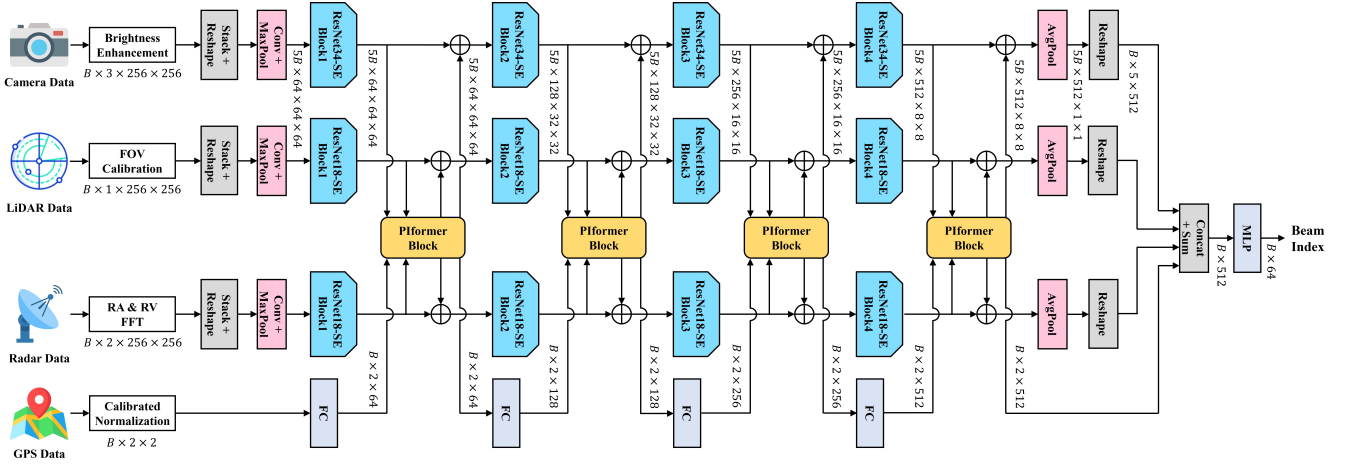 Camera Data
Brightness
Enhancement
B × 3 × 256 × 256
Stack +
Reshape
Conv +
MaxPool
5B × 64 × 64 × 64
ResNet34-SE
Block1
5B × 64 × 64 × 64
5B × 64 × 64 × 64
ResNet34-SE
Block2
5B × 128 × 32 × 32
5B × 128 × 32 × 32
ResNet34-SE
Block3
5B × 256 × 16 × 16
5B × 256 × 16 × 16
ResNet34-SE
Block4
5B × 512 × 8 × 8
5B × 512 × 8 × 8
AvgPool
5B × 512 × 1 × 1
Reshape
B × 5 × 512
LiDAR Data
FOV
Calibration
B × 1 × 256 × 256
Stack +
Reshape
Conv +
MaxPool
ResNet18-SE
Block1
ResNet18-SE
Block2
ResNet18-SE
Block3
ResNet18-SE
Block4
AvgPool
Reshape
PIformer
Block
PIformer
Block
PIformer
Block
PIformer
Block
Concat
+ Sum
B × 512
MLP
B × 64
Beam
Index
Radar Data
RA & RV
FFT
B × 2 × 256 × 256
Stack +
Reshape
Conv +
MaxPool
ResNet18-SE
Block1
ResNet18-SE
Block2
ResNet18-SE
Block3
ResNet18-SE
Block4
AvgPool
Reshape
GPS Data
Calibrated
Normalization
B × 2 × 2
FC
B × 2 × 64
B × 2 × 64
FC
B × 2 × 128
B × 2 × 128
FC
B × 2 × 256
B × 2 × 256
FC
B × 2 × 512
B × 2 × 512